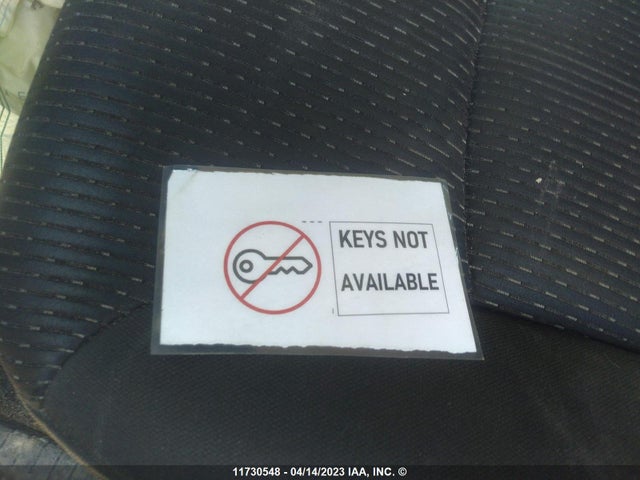 KEYS NOT
AVAILABLE
11730548 - 04/14/2023 IAA, INC. ©